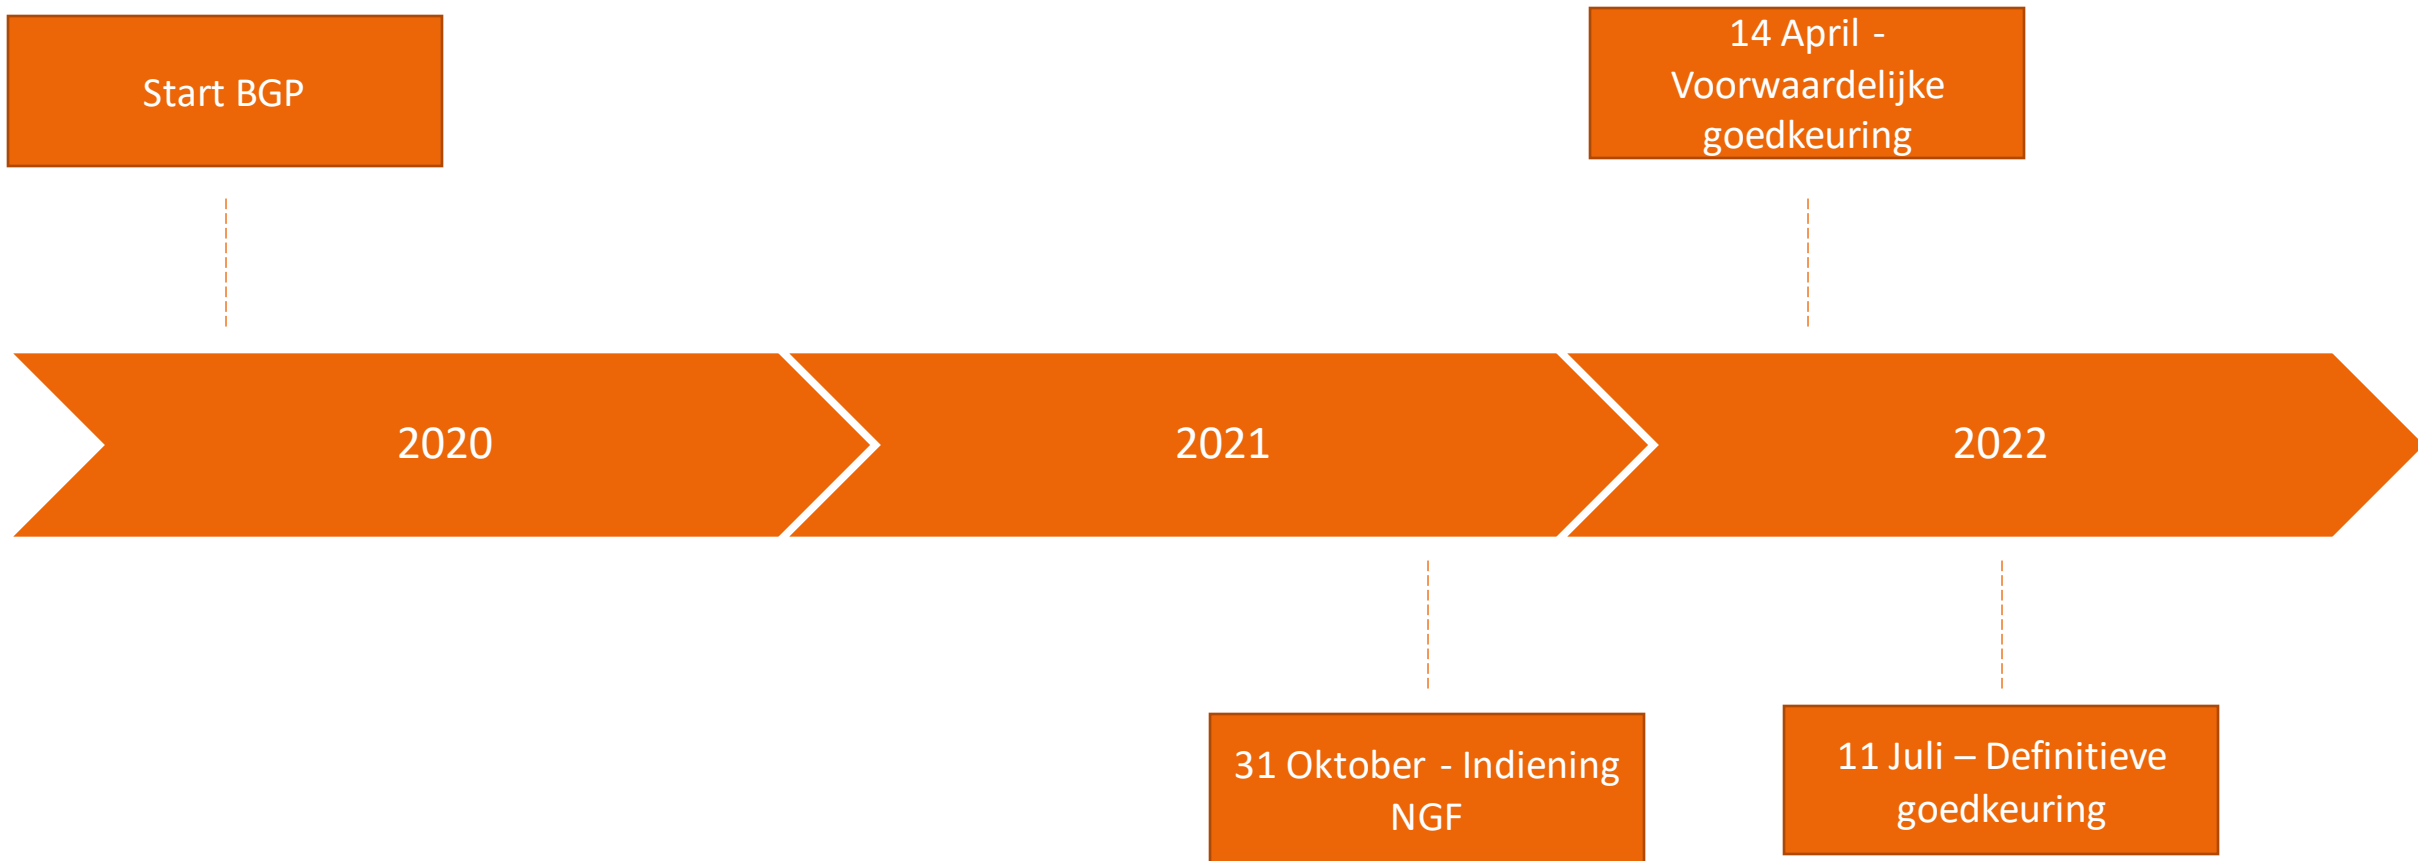 Start BGP
14 April -
Voorwaardelijke
goedkeuring
2020
2021
2022
31 Oktober - Indiening
NGF
11 Juli – Definitieve
goedkeuring